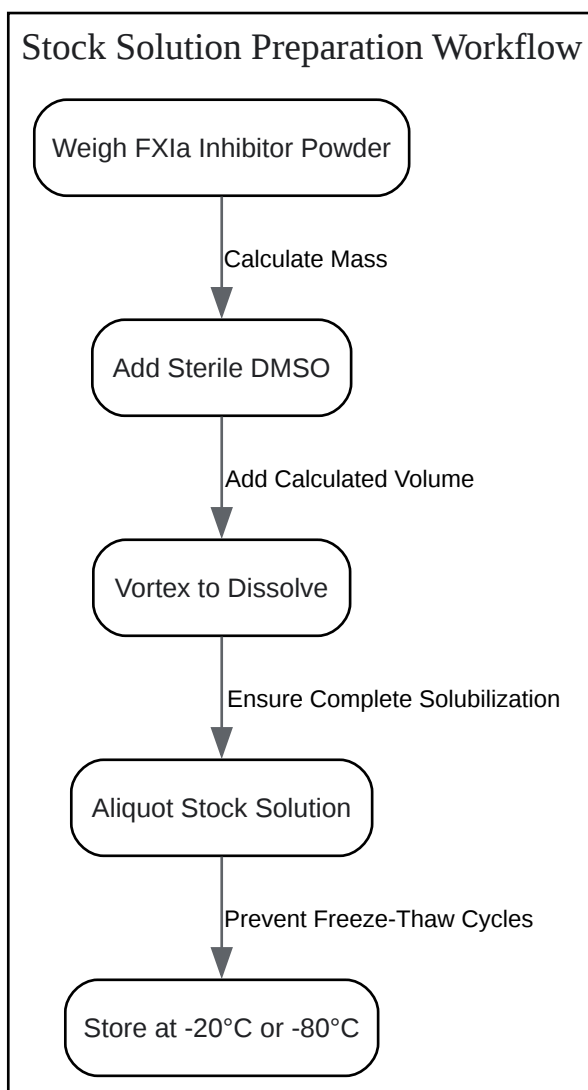 Stock Solution Preparation Workflow
Weigh FXIa Inhibitor Powder
Calculate Mass
Add Sterile DMSO
Add Calculated Volume
Vortex to Dissolve
Ensure Complete Solubilization
Aliquot Stock Solution
Prevent Freeze-Thaw Cycles
Store at -20°C or -80°C